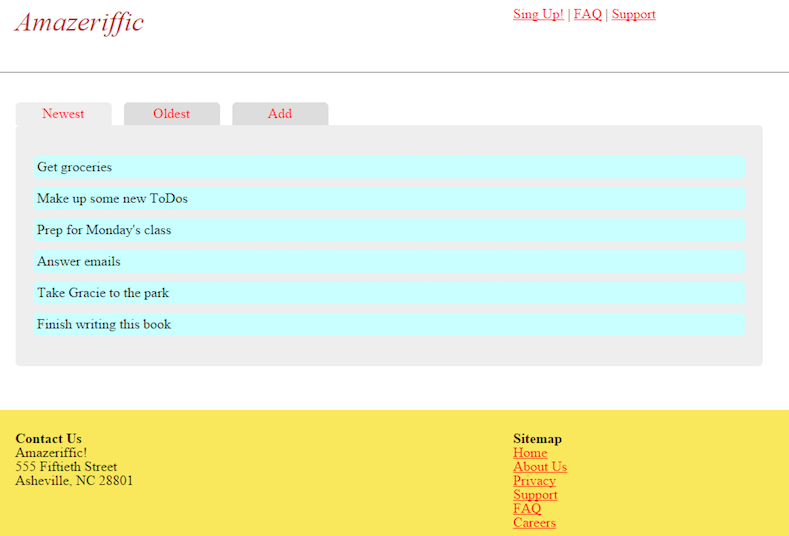 Amazeriffic
Sing Up! | FAQ | Support
Newest
Oldest
Add
Get groceries
Make up some new ToDos
Prep for Monday's class
Answer emails
Take Gracie to the park
Finish writing this book
Contact Us
Amazeriffic!
555 Fiftieth Street
Asheville, NC 28801
Sitemap
Home
About Us
Privacy
Support
FAQ
Careers